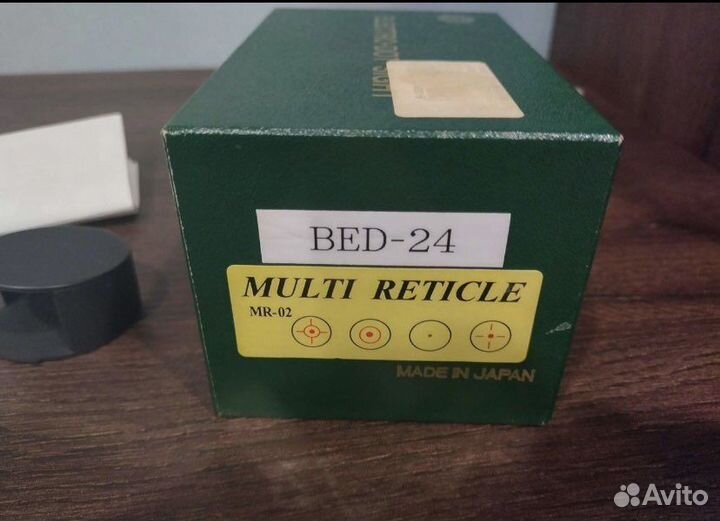 BED-24
MULTI RETICLE
MR-02
MADE IN JAPAN
Avito